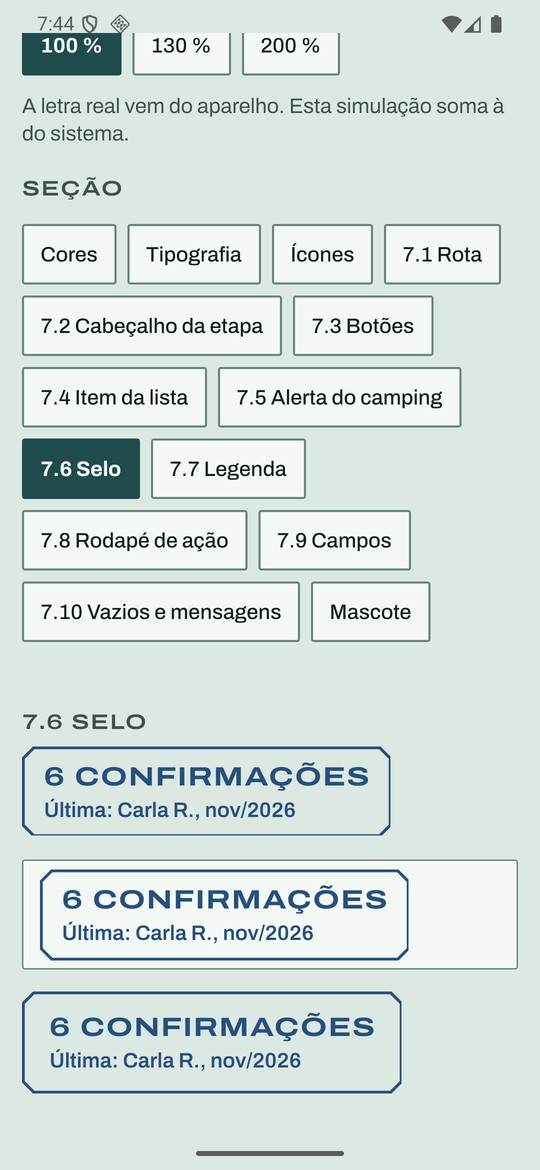 7:44
100 %
130 %
200 %
A letra real vem do aparelho. Esta simulação soma à
do sistema.
SEÇÃO
Cores
Tipografia
Ícones
7.1 Rota
7.2 Cabeçalho da etapa
7.3 Botões
7.4 Item da lista
7.5 Alerta do camping
7.6 Selo
7.7 Legenda
7.8 Rodapé de ação
7.9 Campos
7.10 Vazios e mensagens
Mascote
7.6 SELO
6 CONFIRMAÇÕES
Última: Carla R., nov/2026
6 CONFIRMAÇÕES
Última: Carla R., nov/2026
6 CONFIRMAÇÕES
Última: Carla R., nov/2026